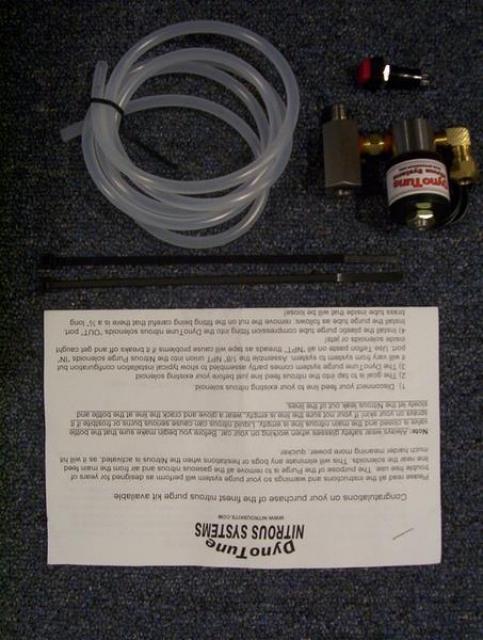 DynoTune
Nitrous Systems
DynoTune
NITROUS SYSTEMS
WWW.NITROUSKITS.COM
Congratulations on your purchase of the finest nitrous purge kit available
Please read all the instructions and warnings so your purge system will perform as designed for years of
trouble free use. The purpose of the Purge is to remove all the gaseous nitrous and air from the main feed
line near the solenoids. This will eliminate any bogs or hesitations when the Nitrous is activated, as it will hit
much harder meaning more power, quicker
Note: Always wear safety glasses when working on your car. Before you begin make sure that the bottle
valve is closed and the main nitrous line is empty. Liquid nitrous can cause serious burns or frostbite if it
sprays on your skin! If your not sure the line is empty, wear a glove and crack the line at the bottle and
slowly let the Nitrous leak out of the lines.
1) Disconnect your feed line to your existing nitrous solenoid
2) The goal is to tap into the nitrous feed line just before your existing solenoid
3) The DynoTune purge system comes partly assembled to show typical installation configuration but
it will vary from system to system. Assemble the 1/8 NPT union into the Nitrous Purge solenoids "IN"
port. Use Teflon paste on all "NPT" threads as tape will cause problems if it breaks off and get caught
inside solenoids or jets!!
4) Install the plastic purge tube compression fitting into the DynoTune nitrous solenoids "OUT" port.
Install the purge tube as follows; remove the nut on the fitting being careful that there is a ½" long
brass tube inside that will be loose!